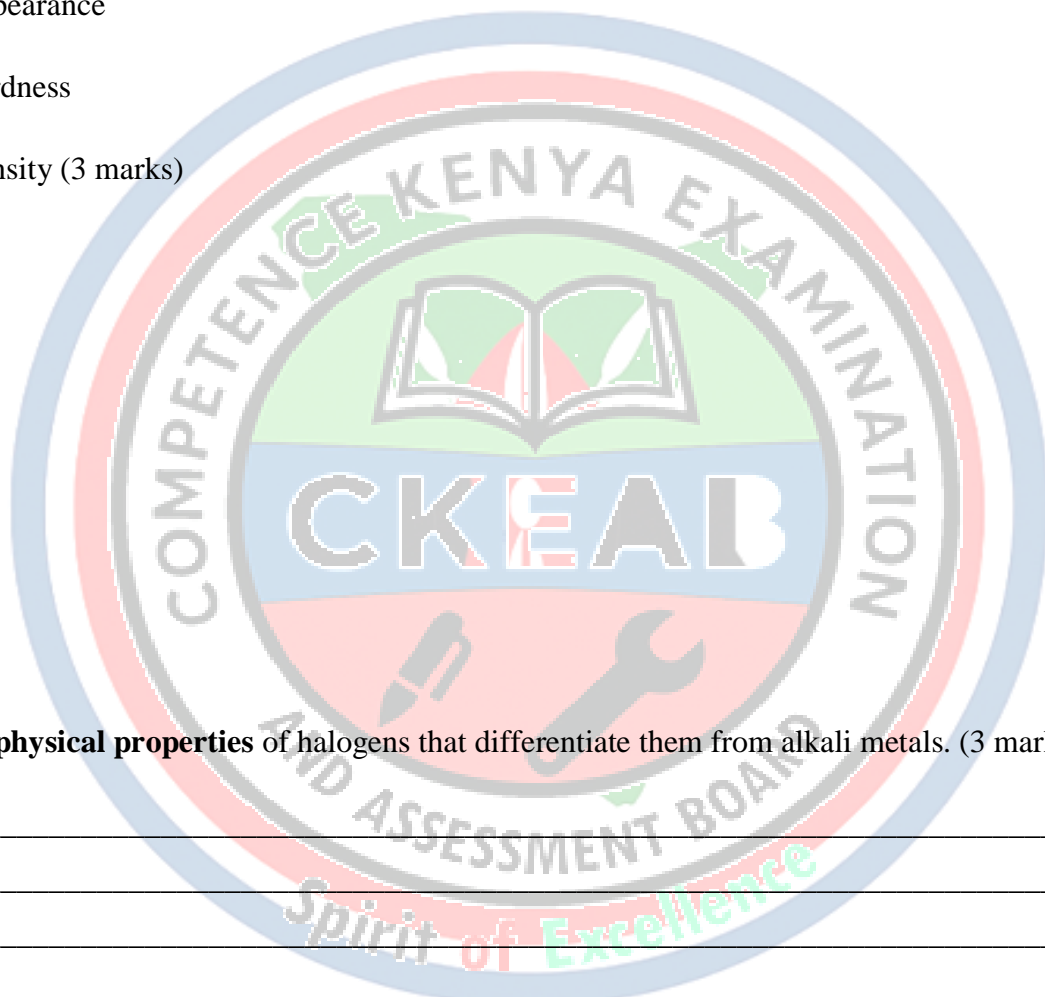 pearance
rdness
nsity (3 marks)
COMPETENCE KENYA EXAMINATION
CKEAB
physical properties of halogens that differentiate them from alkali metals. (3 mar
AND ASSESSMENT BOARD
Spirit of Excellence